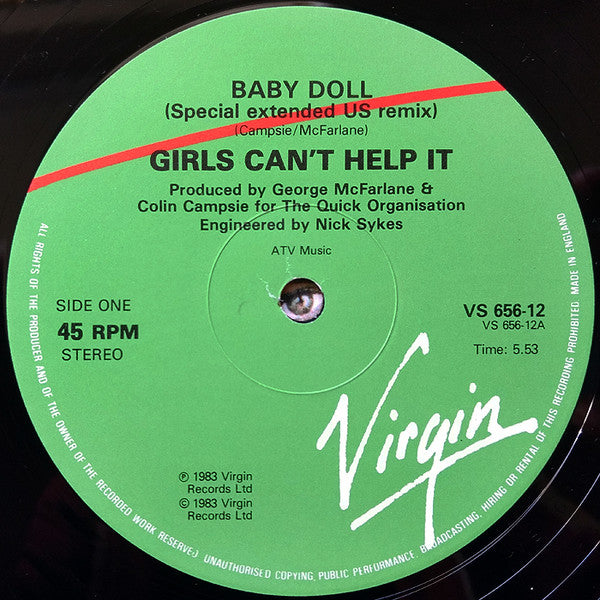 BABY DOLL
(Special extended US remix)
(Campsie/McFarlane)
GIRLS CAN'T HELP IT
Produced by George McFarlane &
Colin Campsie for The Quick Organisation
Engineered by Nick Sykes
ATV Music
SIDE ONE
45 RPM
STEREO
VS 656-12
VS 656-12A
Time: 5.53
Virgin
℗ 1983 Virgin
Records Ltd
© 1983 Virgin
Records Ltd
ALL RIGHTS OF THE PRODUCER AND OF THE OWNER OF THE RECORDED WORK RESERVED. UNAUTHORISED COPYING, PUBLIC PERFORMANCE, BROADCASTING, HIRING OR RENTAL OF THIS RECORDING PROHIBITED. MADE IN ENGLAND